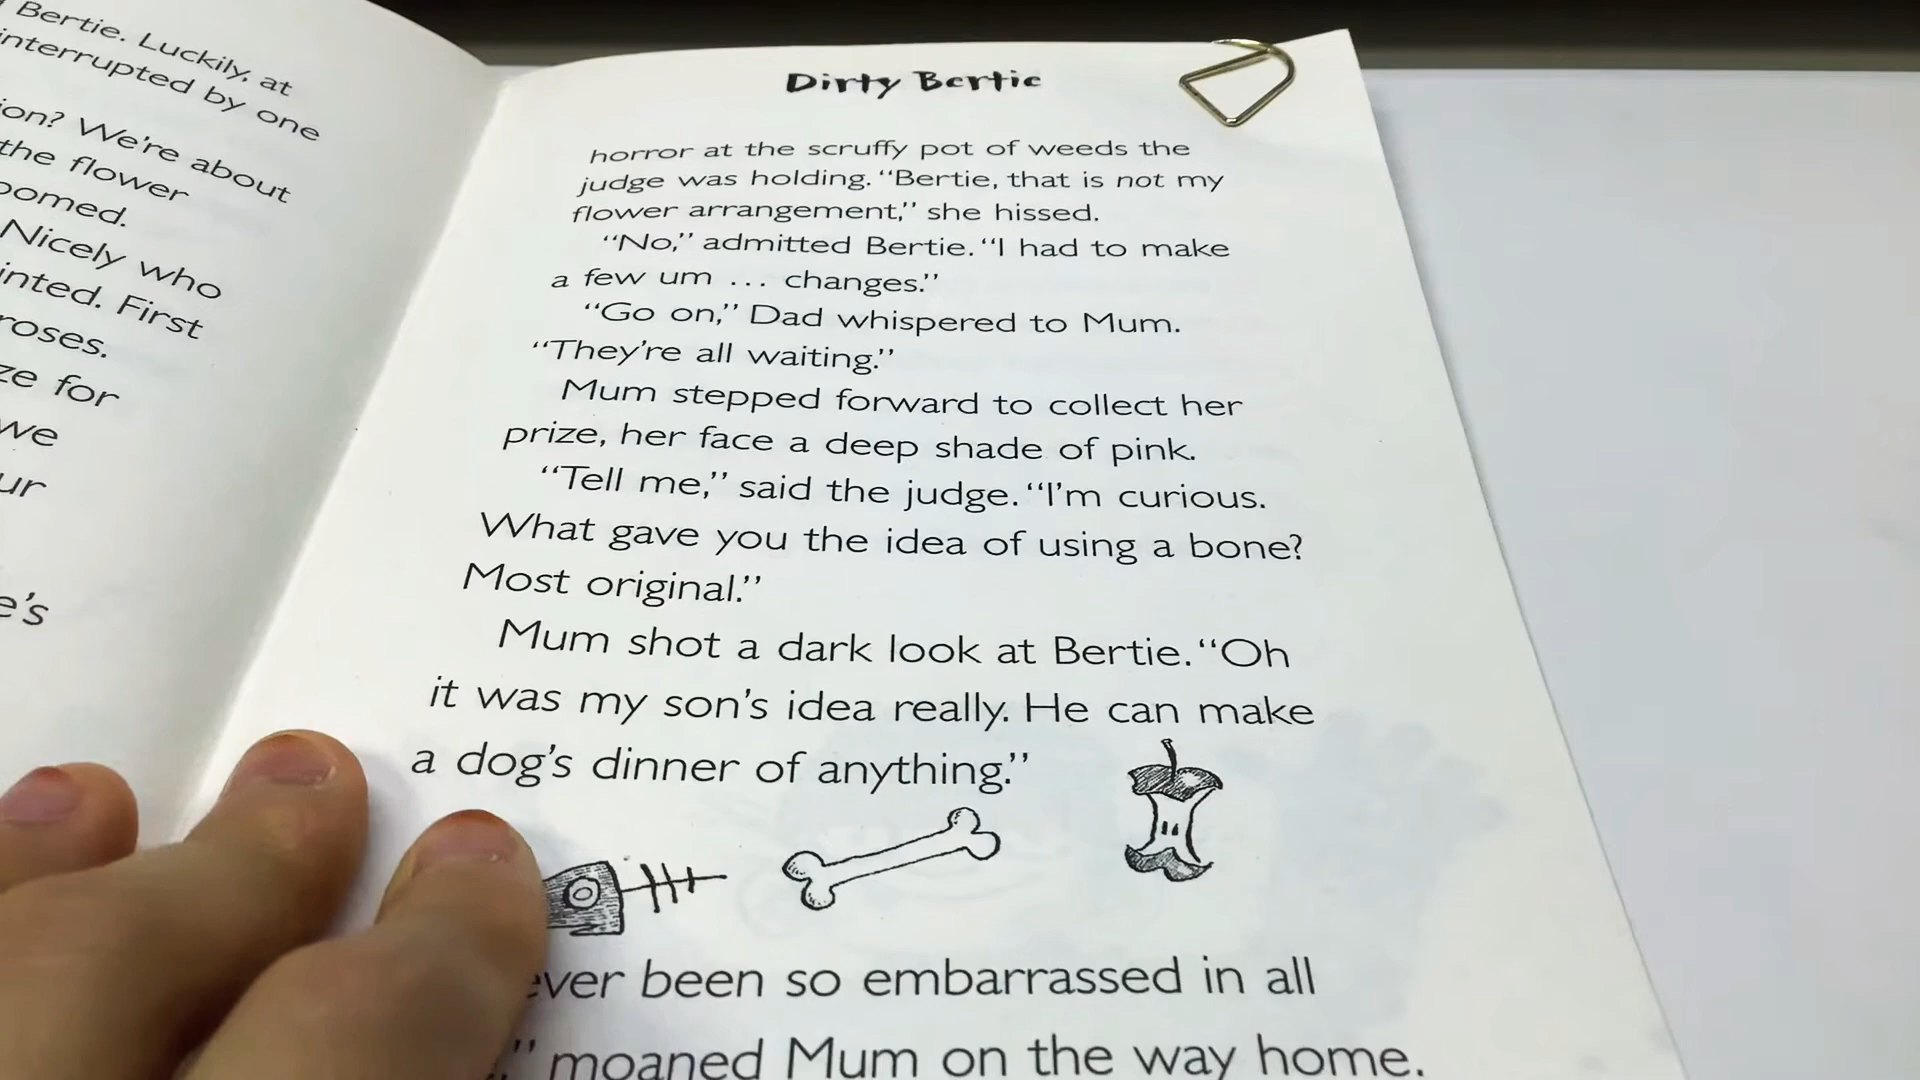 Bertie. Luckily, at
interrupted by one
We're about
the flower
Nicely who
First
roses.
for
we
Dirty Bertie
horror at the scruffy pot of weeds the
judge was holding. “Bertie, that is not my
flower arrangement,” she hissed.
“No,” admitted Bertie. “I had to make
a few um ... changes.”
“Go on,” Dad whispered to Mum.
“They’re all waiting.”
Mum stepped forward to collect her
prize, her face a deep shade of pink.
“Tell me,” said the judge. “I’m curious.
What gave you the idea of using a bone?
Most original.”
Mum shot a dark look at Bertie. “Oh
it was my son’s idea really. He can make
a dog’s dinner of anything.”
been so embarrassed in all
” moaned Mum on the way home.